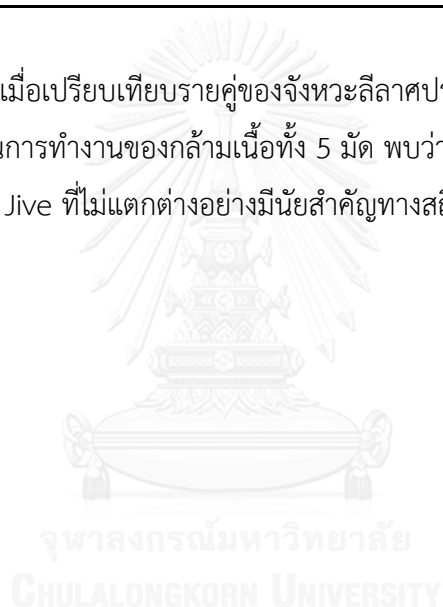 เมื่อเปรียบเทียบรายคู่ของจังหวะลีลาศปร
นการทำงานของกล้ามเนื้อทั้ง 5 มัด พบว่า
Jive ที่ไม่แตกต่างอย่างมีนัยสำคัญทางสถิ
จุฬาลงกรณ์มหาวิทยาลัย
CHULALONGKORN UNIVERSITY